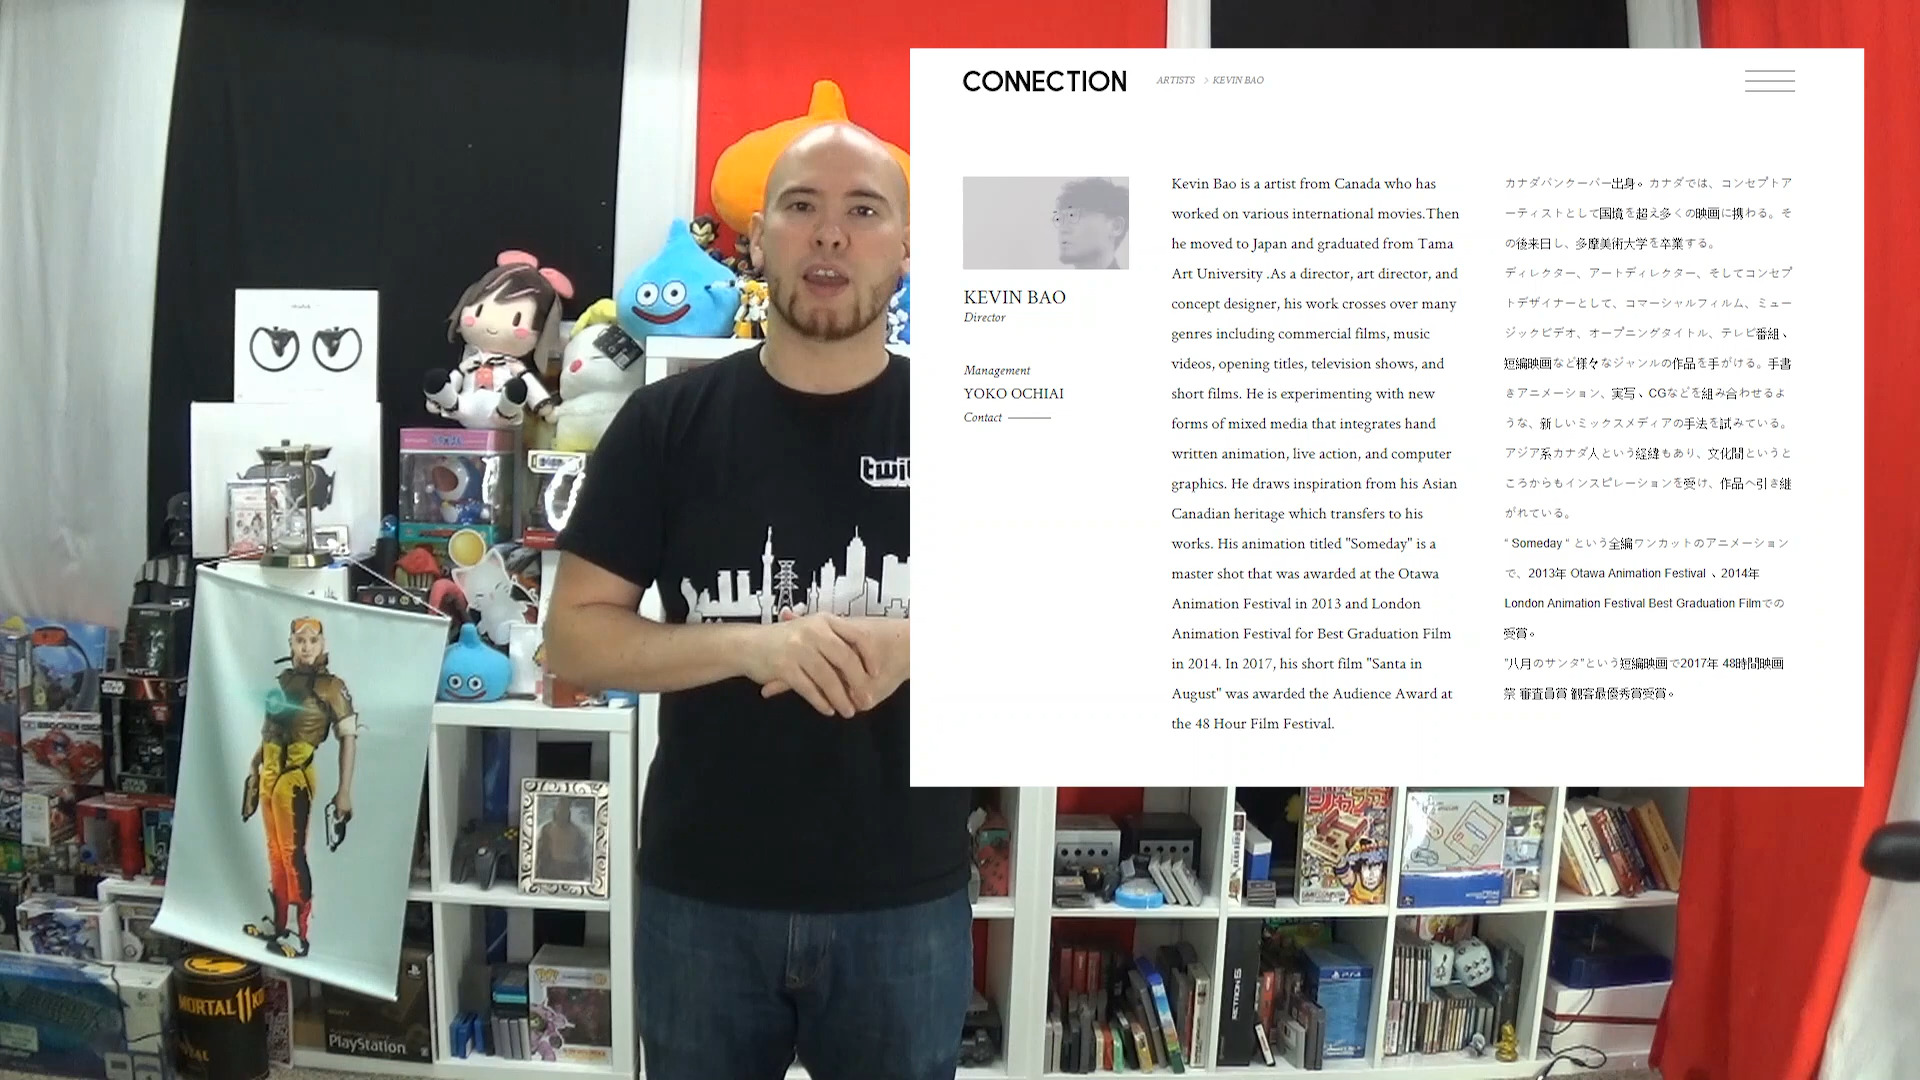 CONNECTION
ARTISTS > KEVIN BAO
KEVIN BAO
Director
Management
YOKO OCHIAI
Contact
Kevin Bao is a artist from Canada who has
worked on various international movies.Then
he moved to Japan and graduated from Tama
Art University .As a director, art director, and
concept designer, his work crosses over many
genres including commercial films, music
videos, opening titles, television shows, and
short films. He is experimenting with new
forms of mixed media that integrates hand
written animation, live action, and computer
graphics. He draws inspiration from his Asian
Canadian heritage which transfers to his
works. His animation titled "Someday" is a
master shot that was awarded at the Otawa
Animation Festival in 2013 and London
Animation Festival for Best Graduation Film
in 2014. In 2017, his short film "Santa in
August" was awarded the Audience Award at
the 48 Hour Film Festival.
カナダバンクーバー出身。カナダでは、コンセプトア
ーティストとして国境を超え多くの映画に携わる。そ
の後来日し、多摩美術大学を卒業する。
ディレクター、アートディレクター、そしてコンセプ
トデザイナーとして、コマーシャルフィルム、ミュー
ジックビデオ、オープニングタイトル、テレビ番組、
短編映画など様々なジャンルの作品を手がける。手書
きアニメーション、実写、CGなどを組み合わせるよ
うな、新しいミックスメディアの手法を試みている。
アジア系カナダ人という経緯もあり、文化間というと
ころからもインスピレーションを受け、作品へ引き継
がれている。
" Someday " という全編ワンカットのアニメーション
で、2013年 Otawa Animation Festival 、2014年
London Animation Festival Best Graduation Filmでの
受賞。
"八月のサンタ"という短編映画で2017年 48時間映画
祭 審査員賞 観客最優秀賞受賞。
twi
MORTAL
PlayStation
PS4
RETRON 5